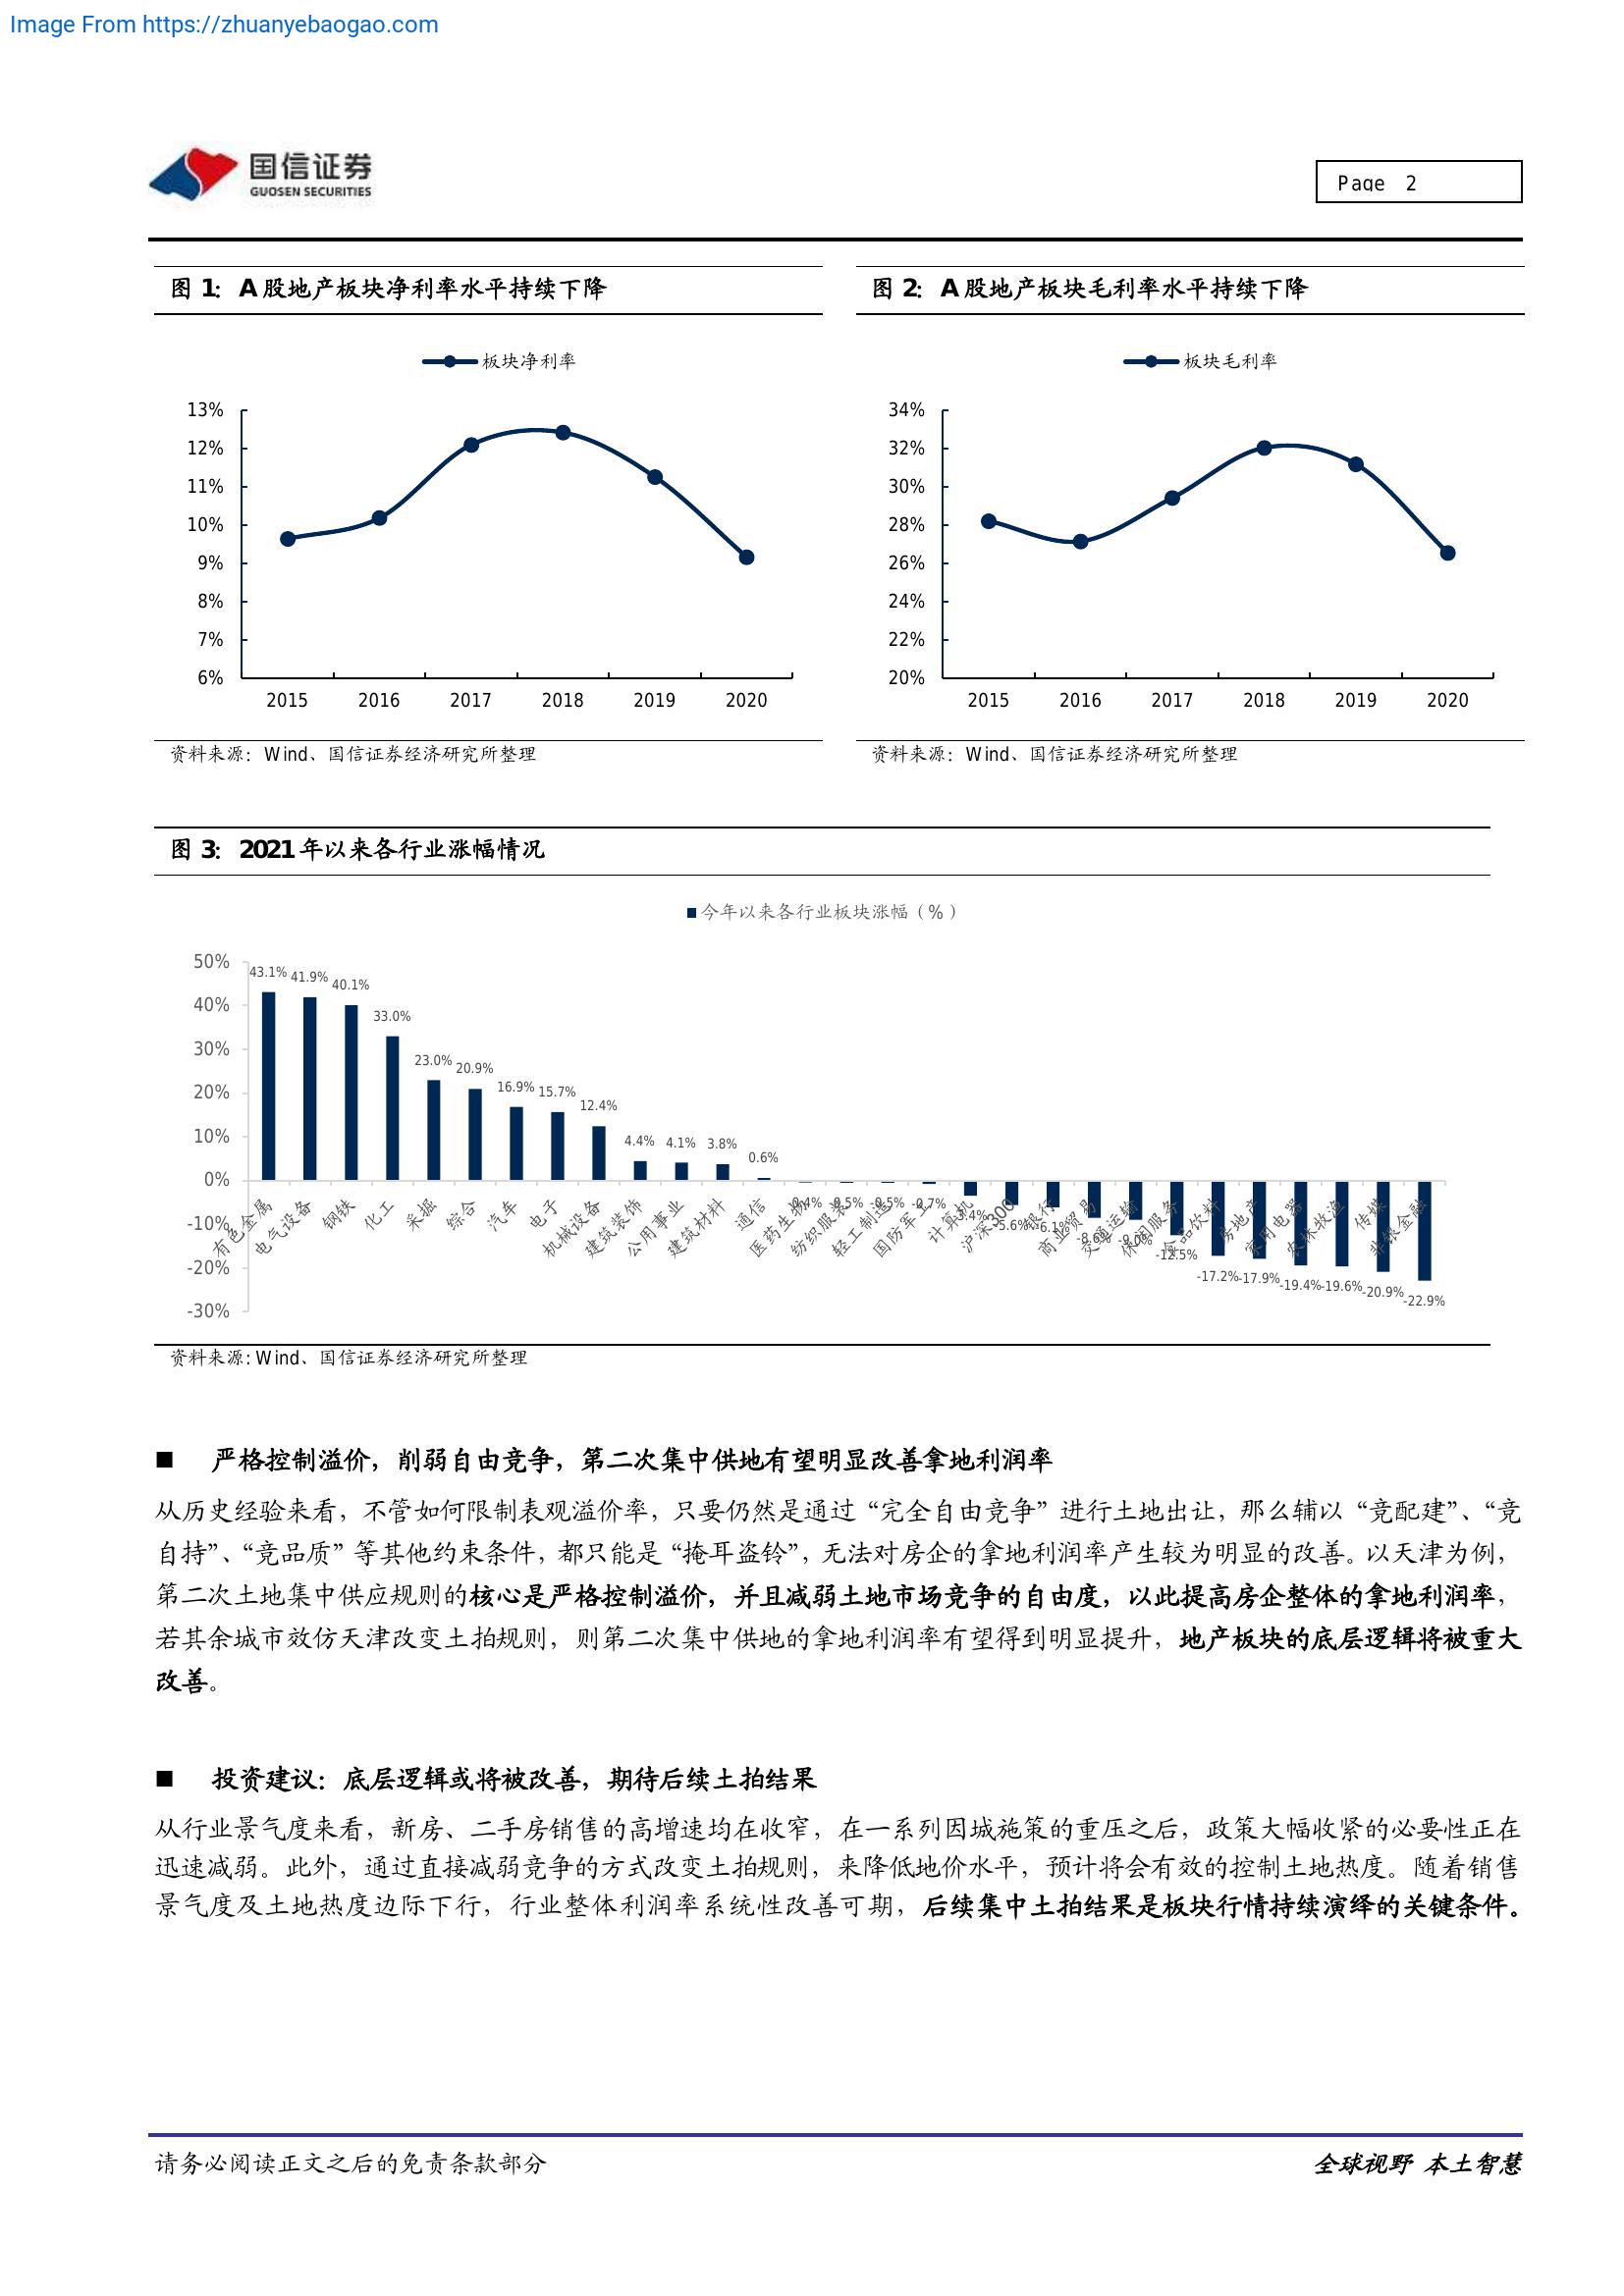 Image From https://zhuanyebaogao.com
国信证券
GUOSEN SECURITIES
Page 2
图 1: A 股地产板块净利率水平持续下降
板块净利率
13%
12%
11%
10%
9%
8%
7%
6%
2015 2016 2017 2018 2019 2020
资料来源：Wind、国信证券经济研究所整理
图 2: A 股地产板块毛利率水平持续下降
板块毛利率
34%
32%
30%
28%
26%
24%
22%
20%
2015 2016 2017 2018 2019 2020
资料来源：Wind、国信证券经济研究所整理
图 3: 2021 年以来各行业涨幅情况
今年以来各行业板块涨幅（%）
50%
40%
30%
20%
10%
0%
-10%
-20%
-30%
43.1% 41.9% 40.1% 33.0% 23.0% 20.9% 16.9% 15.7% 12.4% 4.4% 4.1% 3.8% 0.6% -0.4% -0.5% -0.5% -0.7% -3.4% -5.6% -6.1% -8.6% -9.0% -12.5% -17.2% -17.9% -19.4% -19.6% -20.9% -22.9%
有色金属 电气设备 钢铁 化工 采掘 综合 汽车 电子 机械设备 建筑装饰 公用事业 建筑材料 通信 医药生物 纺织服装 轻工制造 国防军工 计算机 沪深300 银行 商业贸易 交通运输 休闲服务 食品饮料 房地产 家用电器 农林牧渔 传媒 非银金融
资料来源: Wind、国信证券经济研究所整理
■ 严格控制溢价，削弱自由竞争，第二次集中供地有望明显改善拿地利润率
从历史经验来看，不管如何限制表观溢价率，只要仍然是通过“完全自由竞争”进行土地出让，那么辅以“竞配建”、“竞
自持”、“竞品质”等其他约束条件，都只能是“掩耳盗铃”，无法对房企的拿地利润率产生较为明显的改善。以天津为例，
第二次土地集中供应规则的核心是严格控制溢价，并且减弱土地市场竞争的自由度，以此提高房企整体的拿地利润率，
若其余城市效仿天津改变土拍规则，则第二次集中供地的拿地利润率有望得到明显提升，地产板块的底层逻辑将被重大
改善。
■ 投资建议：底层逻辑或将被改善，期待后续土拍结果
从行业景气度来看，新房、二手房销售的高增速均在收窄，在一系列因城施策的重压之后，政策大幅收紧的必要性正在
迅速减弱。此外，通过直接减弱竞争的方式改变土拍规则，来降低地价水平，预计将会有效的控制土地热度。随着销售
景气度及土地热度边际下行，行业整体利润率系统性改善可期，后续集中土拍结果是板块行情持续演绎的关键条件。
请务必阅读正文之后的免责条款部分
全球视野 本土智慧